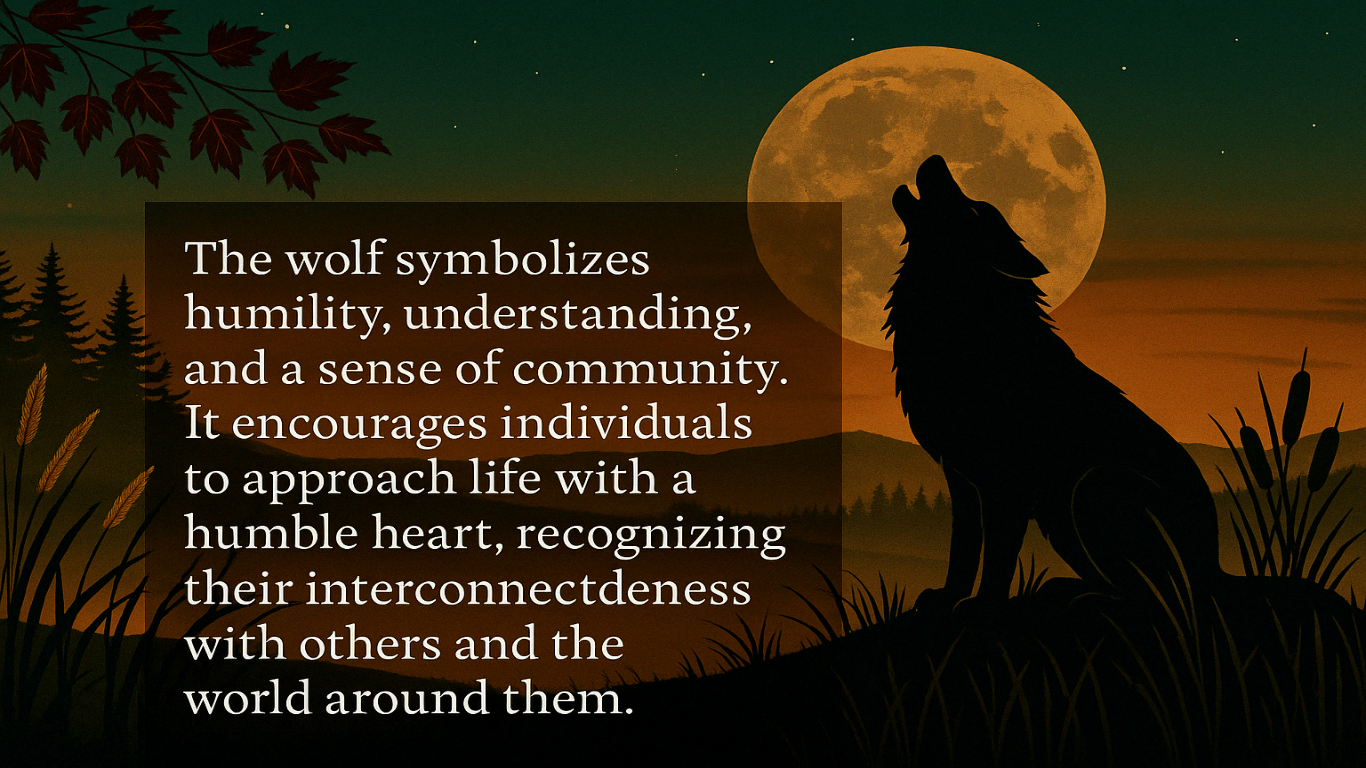 The wolf symbolizes
humility, understanding,
and a sense of community.
It encourages individuals
to approach life with a
humble heart, recognizing
their interconnectdeness
with others and the
world around them.